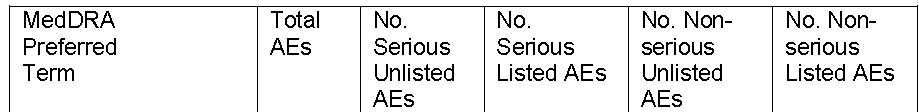 MedDRA
Preferred
Term
Total
AEs
No.
Serious
Unlisted
AEs
No.
Serious
Listed AEs
No. Non-
serious
Unlisted
AEs
No. Non-
serious
Listed AEs